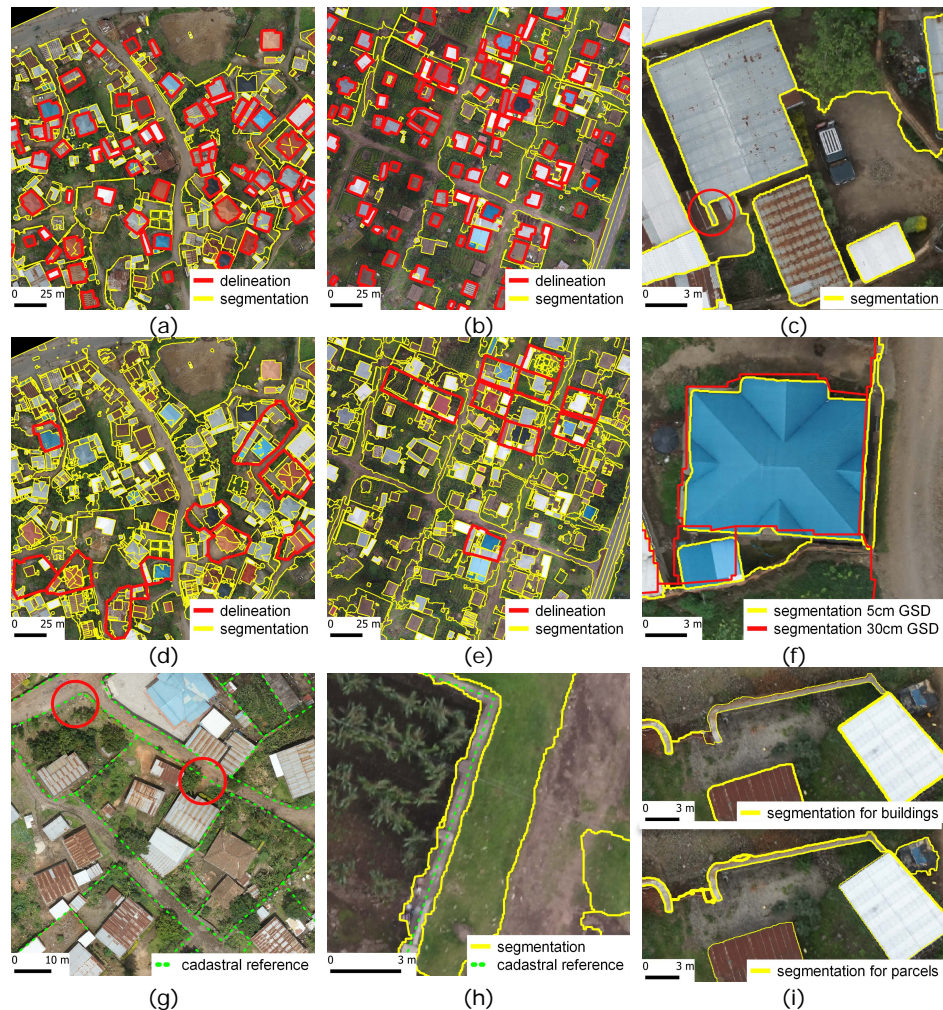 delineation
segmentation
0 25 m
(a)
delineation
segmentation
0 25 m
(b)
segmentation
0 3 m
(c)
delineation
segmentation
0 25 m
(d)
delineation
segmentation
0 25 m
(e)
segmentation 5cm GSD
segmentation 30cm GSD
0 3 m
(f)
cadastral reference
0 10 m
(g)
segmentation
cadastral reference
0 3 m
(h)
0 3 m
segmentation for buildings
0 3 m
segmentation for parcels
(i)